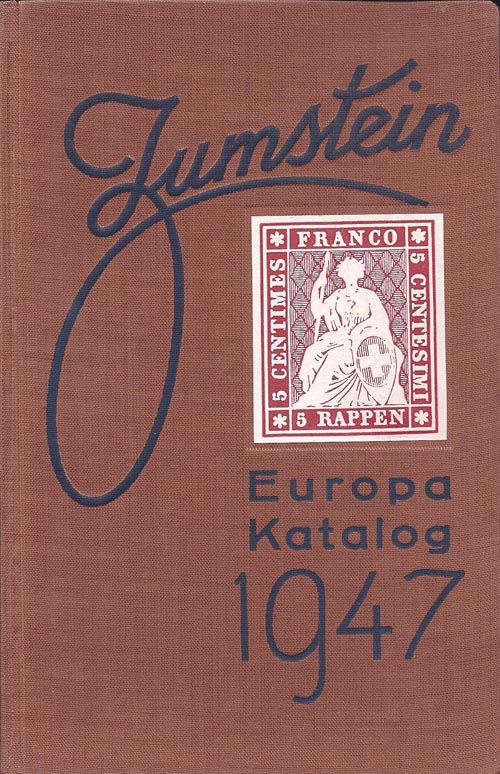 Zumstein
FRANCO
5 CENTIMES
5 CENTESIMI
5 RAPPEN
Europa
Katalog
1947